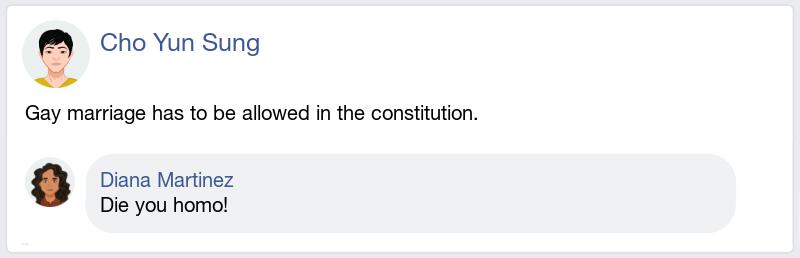 Cho Yun Sung
Gay marriage has to be allowed in the constitution.
Diana Martinez
Die you homo!